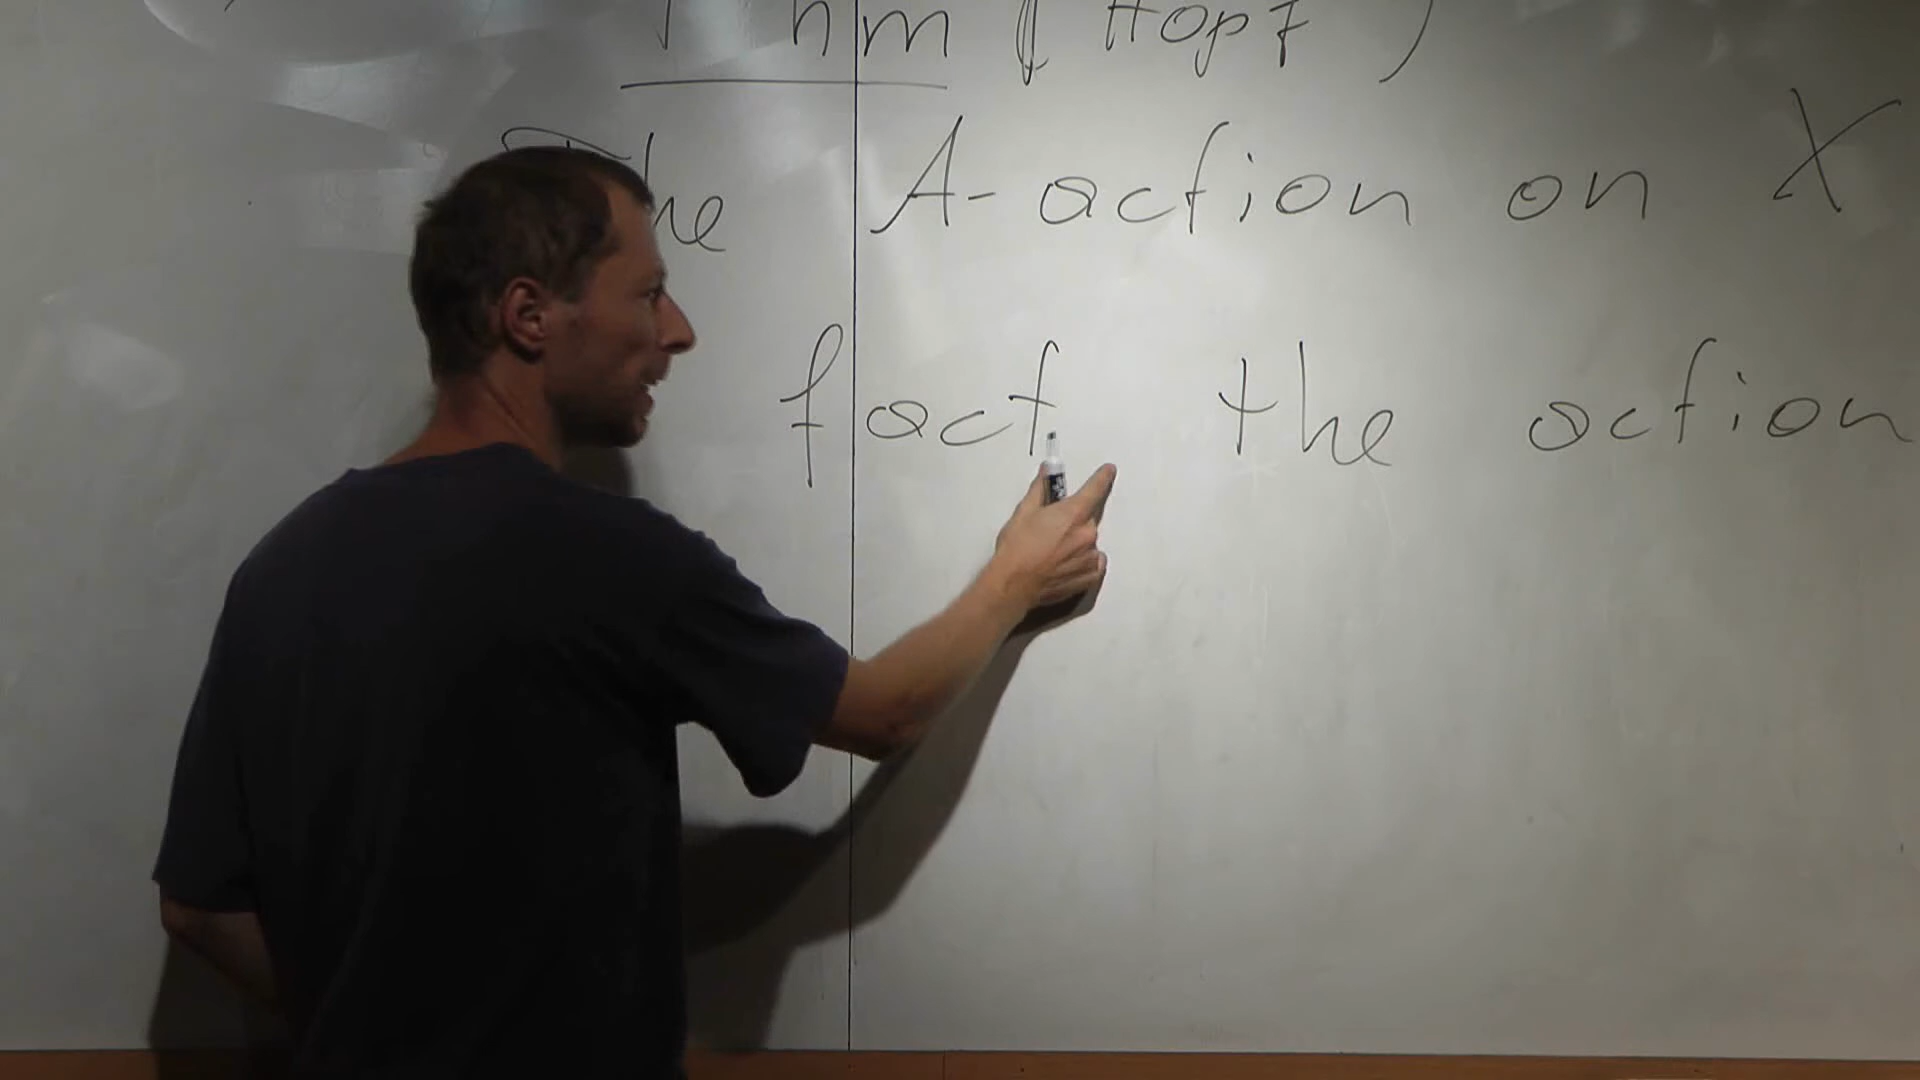 Thm (Hopf)
The A-action on X
fact the action